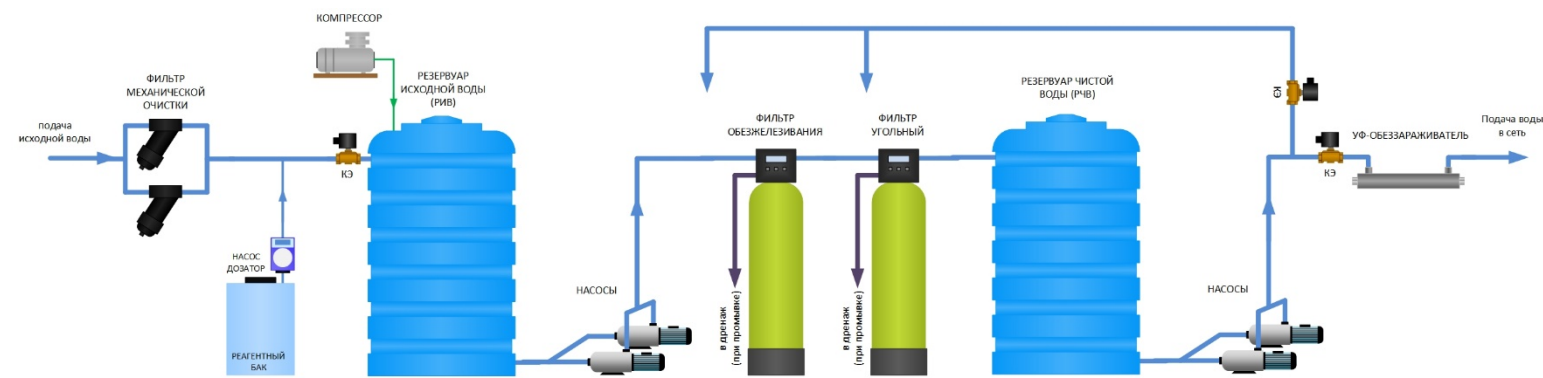 КОМПРЕССОР
ФИЛЬТР
МЕХАНИЧЕСКОЙ
ОЧИСТКИ
подача
исходной воды
КЭ
РЕЗЕРВУАР
ИСХОДНОЙ ВОДЫ
(РИВ)
НАСОС
ДОЗАТОР
РЕАГЕНТНЫЙ
БАК
НАСОСЫ
ФИЛЬТР
ОБЕЗЖЕЛЕЗИВАНИЯ
в дренаж
(при промывке)
ФИЛЬТР
УГОЛЬНЫЙ
в дренаж
(при промывке)
РЕЗЕРВУАР ЧИСТОЙ
ВОДЫ (РЧВ)
НАСОСЫ
КЭ
КЭ
УФ-ОБЕЗЗАРАЖИВАТЕЛЬ
Подача воды
в сеть